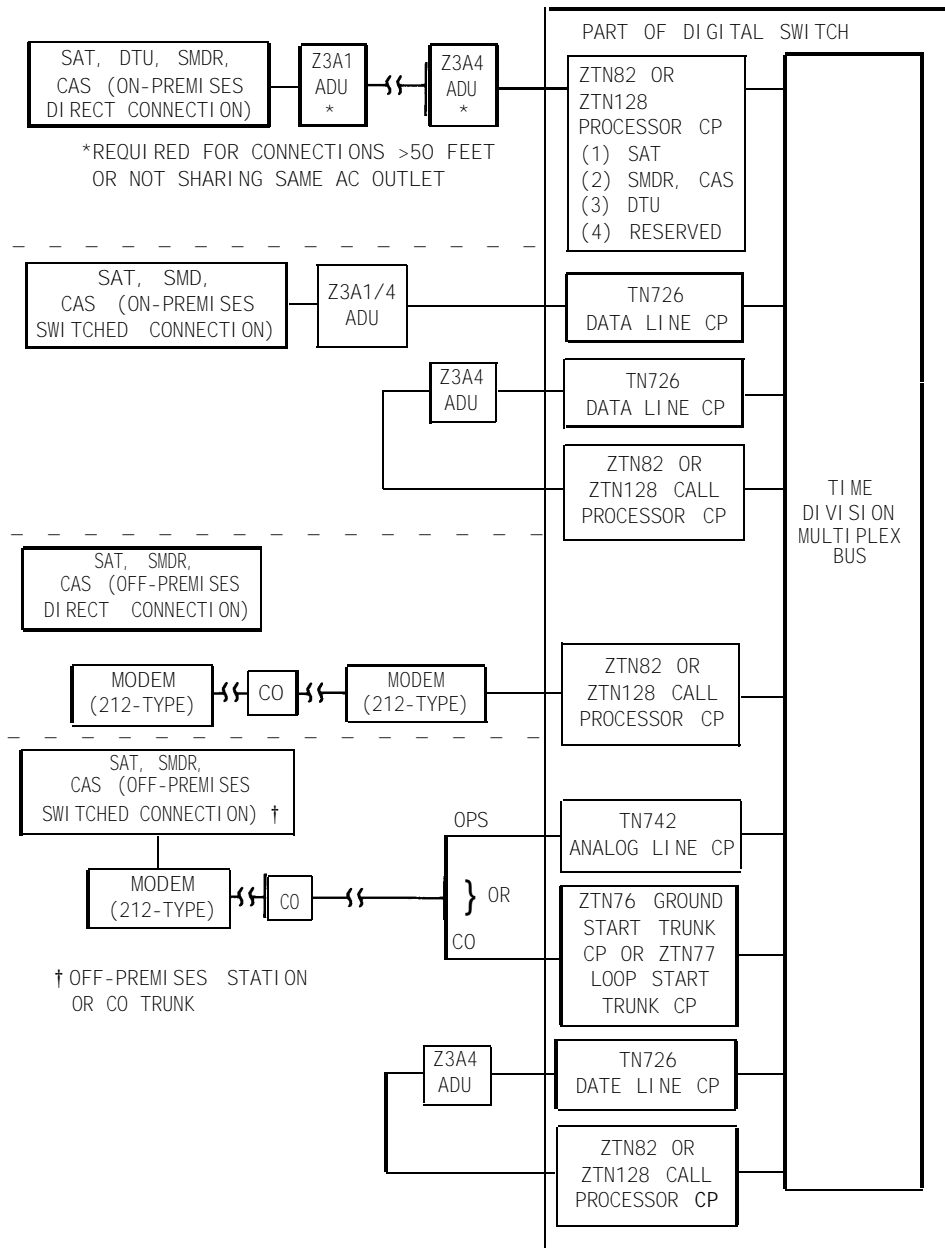 PART OF DIGITAL SWITCH
SAT, DTU, SMDR,
CAS (ON-PREMISES
DIRECT CONNECTION)
Z3A1
ADU
*
Z3A4
ADU
*
ZTN82 OR
ZTN128
PROCESSOR CP
(1) SAT
(2) SMDR, CAS
(3) DTU
(4) RESERVED
*REQUIRED FOR CONNECTIONS >50 FEET
OR NOT SHARING SAME AC OUTLET
SAT, SMD,
CAS (ON-PREMISES
SWITCHED CONNECTION)
Z3A1/4
ADU
TN726
DATA LINE CP
Z3A4
ADU
TN726
DATA LINE CP
ZTN82 OR
ZTN128 CALL
PROCESSOR CP
TIME
DIVISION
MULTIPLEX
BUS
SAT, SMDR,
CAS (OFF-PREMISES
DIRECT CONNECTION)
MODEM
(212-TYPE)
CO
MODEM
(212-TYPE)
ZTN82 OR
ZTN128 CALL
PROCESSOR CP
SAT, SMDR,
CAS (OFF-PREMISES
SWITCHED CONNECTION) †
MODEM
(212-TYPE)
CO
OPS
} OR
CO
TN742
ANALOG LINE CP
ZTN76 GROUND
START TRUNK
CP OR ZTN77
LOOP START
TRUNK CP
† OFF-PREMISES STATION
OR CO TRUNK
Z3A4
ADU
TN726
DATE LINE CP
ZTN82 OR
ZTN128 CALL
PROCESSOR CP